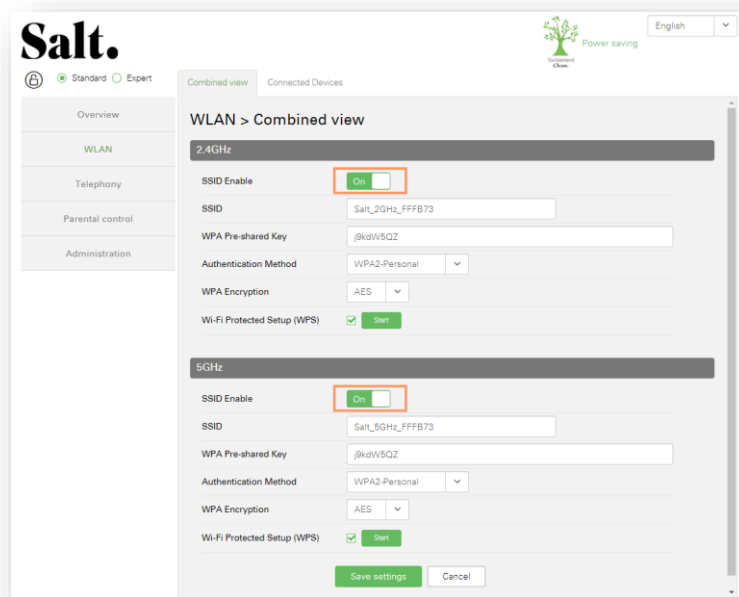 Salt.
Switzerland
Clean.
Power saving
English
Standard Expert
Combined view Connected Devices
Overview
WLAN
Telephony
Parental control
Administration
WLAN > Combined view
2.4GHz
SSID Enable On
SSID Salt_2GHz_FFFB73
WPA Pre-shared Key j9kdW5QZ
Authentication Method WPA2-Personal
WPA Encryption AES
Wi-Fi Protected Setup (WPS) Start
5GHz
SSID Enable On
SSID Salt_5GHz_FFFB73
WPA Pre-shared Key j9kdW5QZ
Authentication Method WPA2-Personal
WPA Encryption AES
Wi-Fi Protected Setup (WPS) Start
Save settings Cancel